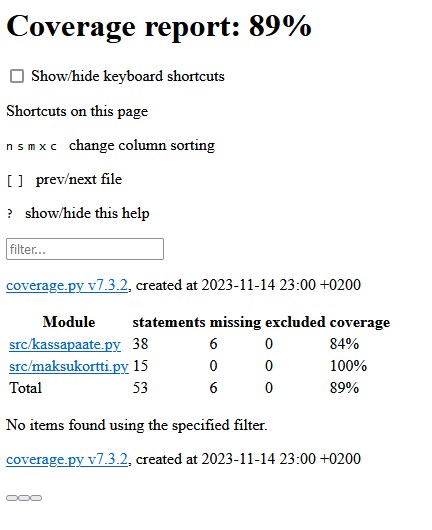 Coverage report: 89%
Show/hide keyboard shortcuts
Shortcuts on this page
n s m x c change column sorting
[ ] prev/next file
? show/hide this help
filter...
coverage.py v7.3.2, created at 2023-11-14 23:00 +0200
Module statements missing excluded coverage
src/kassapaate.py 38 6 0 84%
src/maksukortti.py 15 0 0 100%
Total 53 6 0 89%
No items found using the specified filter.
coverage.py v7.3.2, created at 2023-11-14 23:00 +0200